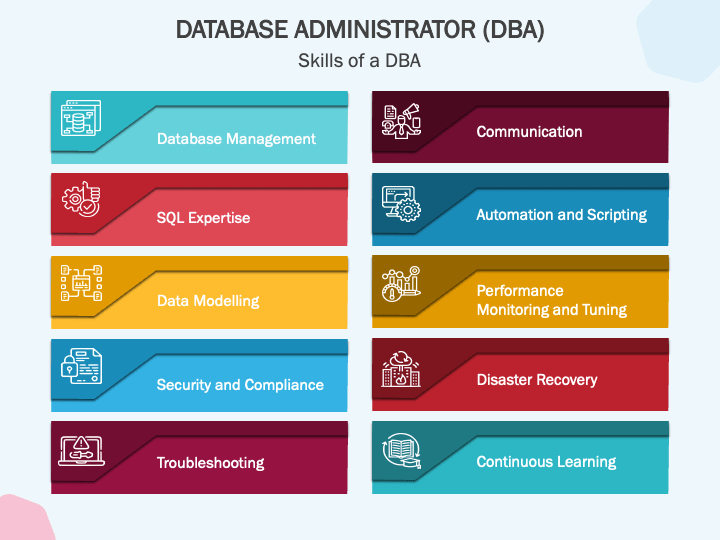 DATABASE ADMINISTRATOR (DBA)
Skills of a DBA
Database Management
SQL Expertise
Data Modelling
Security and Compliance
Troubleshooting
Communication
Automation and Scripting
Performance
Monitoring and Tuning
Disaster Recovery
Continuous Learning